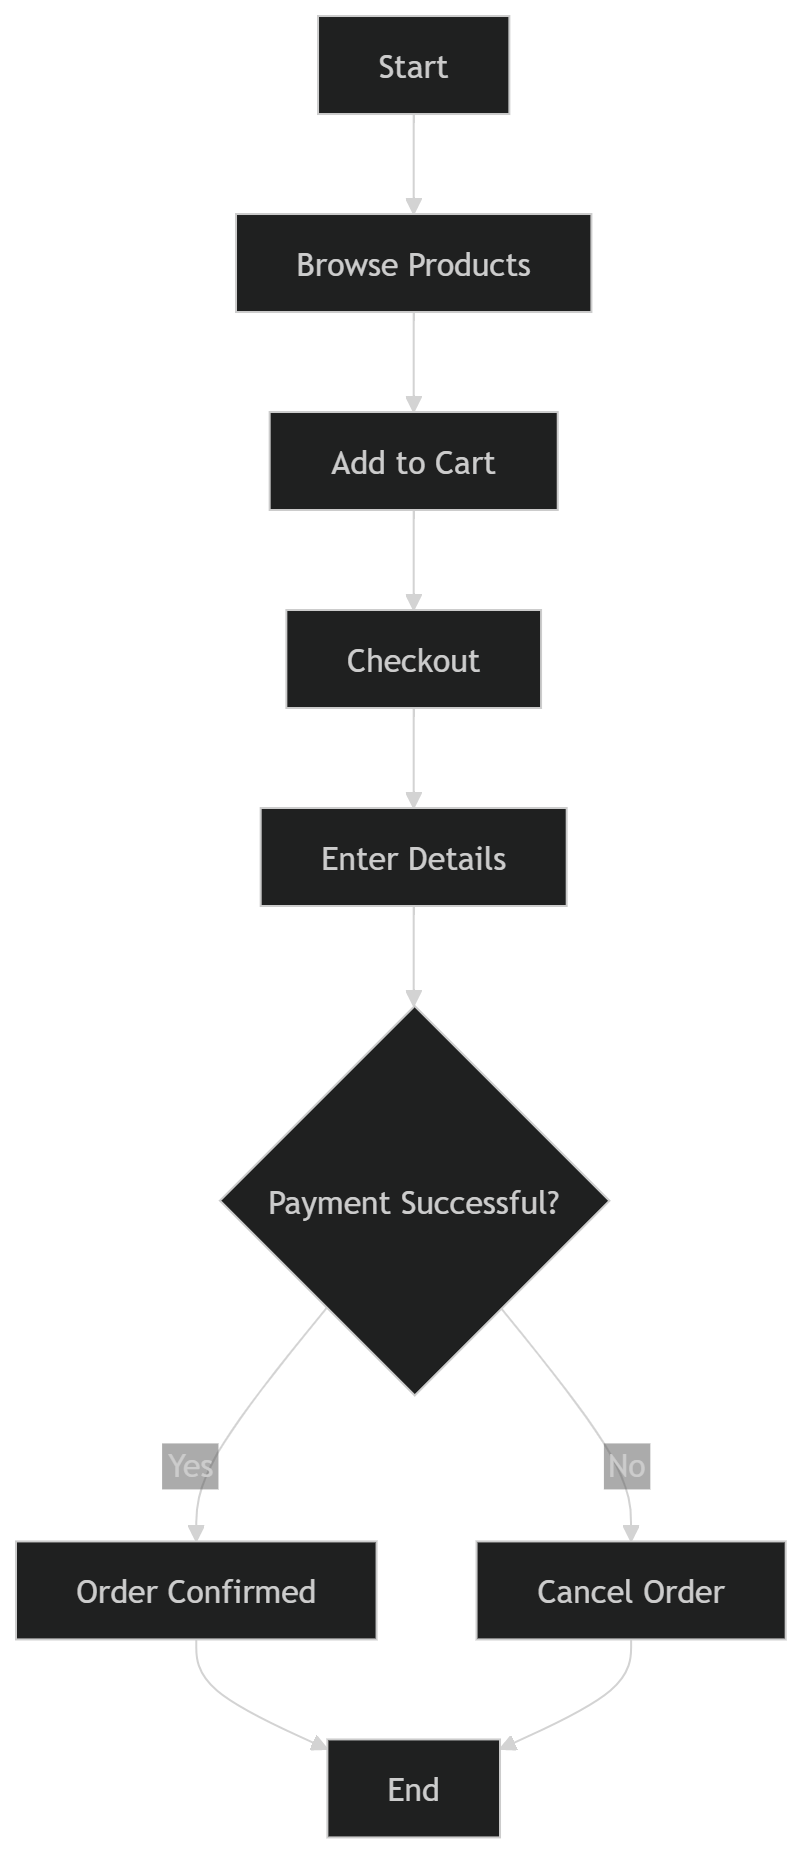 Start
Browse Products
Add to Cart
Checkout
Enter Details
Payment Successful?
Yes
No
Order Confirmed
Cancel Order
End